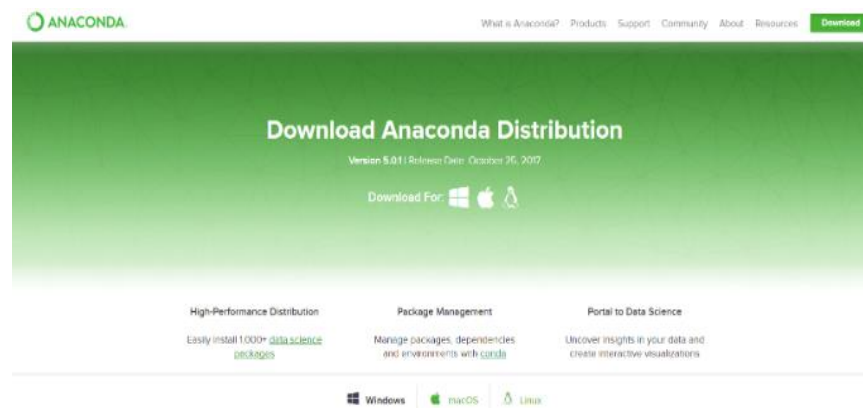 ANACONDA
What is Anaconda? Products Support Community About Resources Download
Download Anaconda Distribution
Version 5.0.1 | Release Date: October 25, 2017
Download For:
High-Performance Distribution
Easily install 1,000+ data science
packages
Package Management
Manage packages, dependencies
and environments with conda
Portal to Data Science
Uncover insights in your data and
create interactive visualizations
Windows macOS Linux